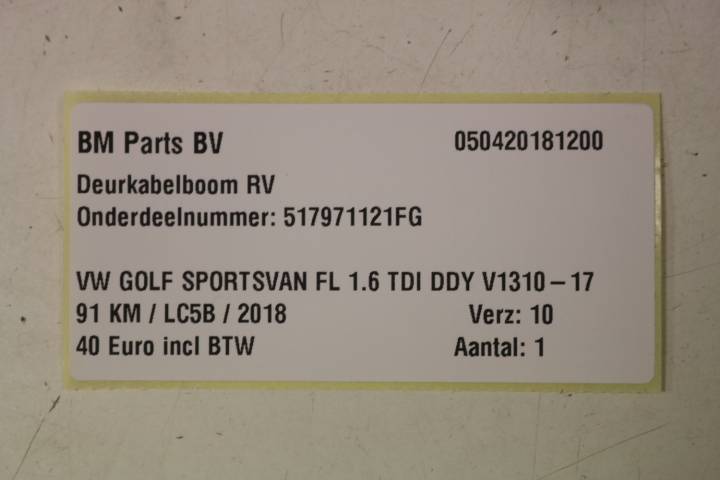 BM Parts BV 050420181200
Deurkabelboom RV
Onderdeelnummer: 517971121FG
VW GOLF SPORTSVAN FL 1.6 TDI DDY V1310-17
91 KM / LC5B / 2018 Verz: 10
40 Euro incl BTW Aantal: 1